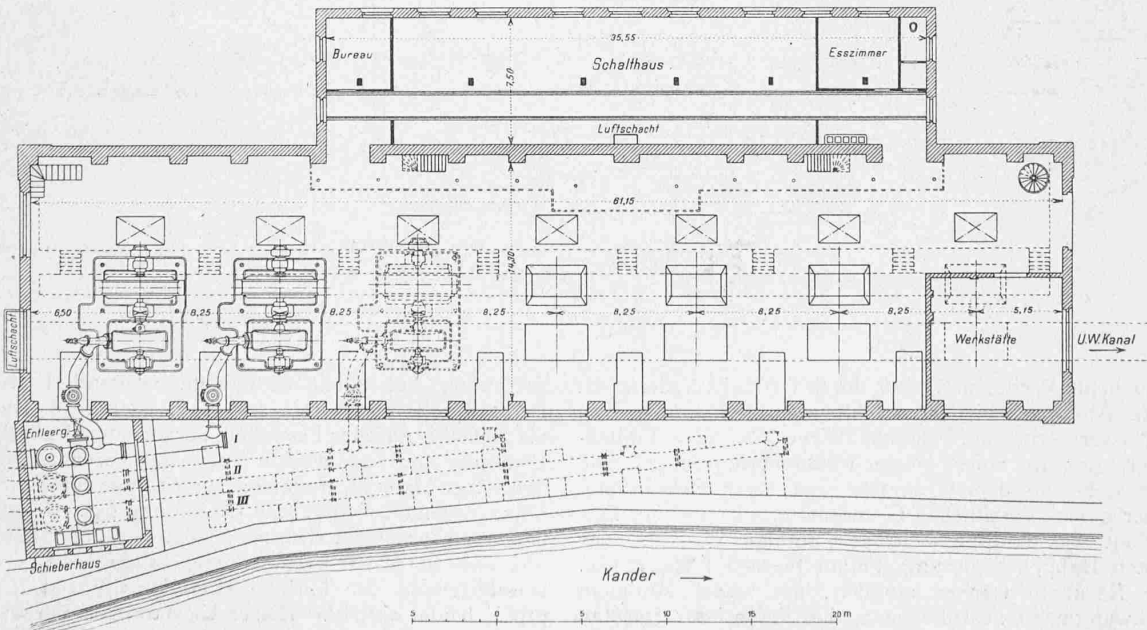 35,55
Bureau
Schalthaus
Esszimmer
7,50
Luftschacht
61,15
14,30
6,50
8,25
8,25
8,25
8,25
8,25
8,25
5,15
Luftschacht
Werkstätte
U.W. Kanal
Entleerg.
I
II
III
Schieberhaus
Kander
5 0 5 10 15 20 m